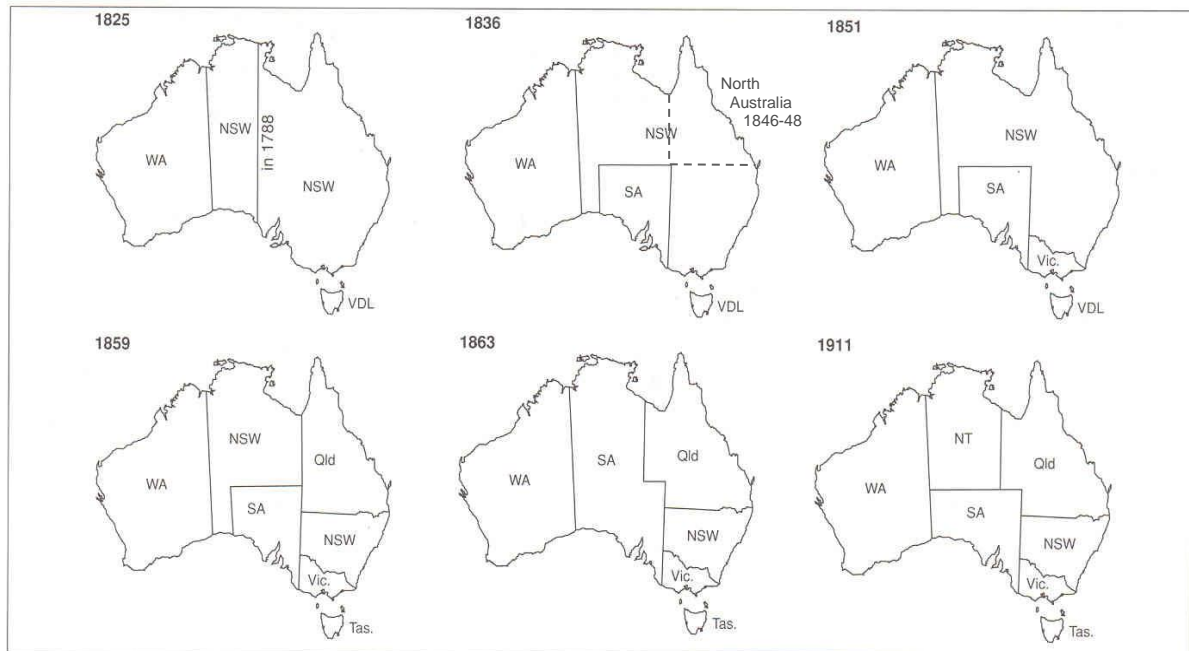 1825
WA
NSW
in 1788
NSW
VDL
1836
North
Australia
1846-48
NSW
WA
SA
1851
NSW
WA
SA
Vic.
VDL
1859
NSW
Qld
WA
SA
NSW
Vic.
Tas.
1863
SA
Qld
WA
NSW
Vic.
1911
NT
Qld
WA
SA
NSW
Vic.
Tas.